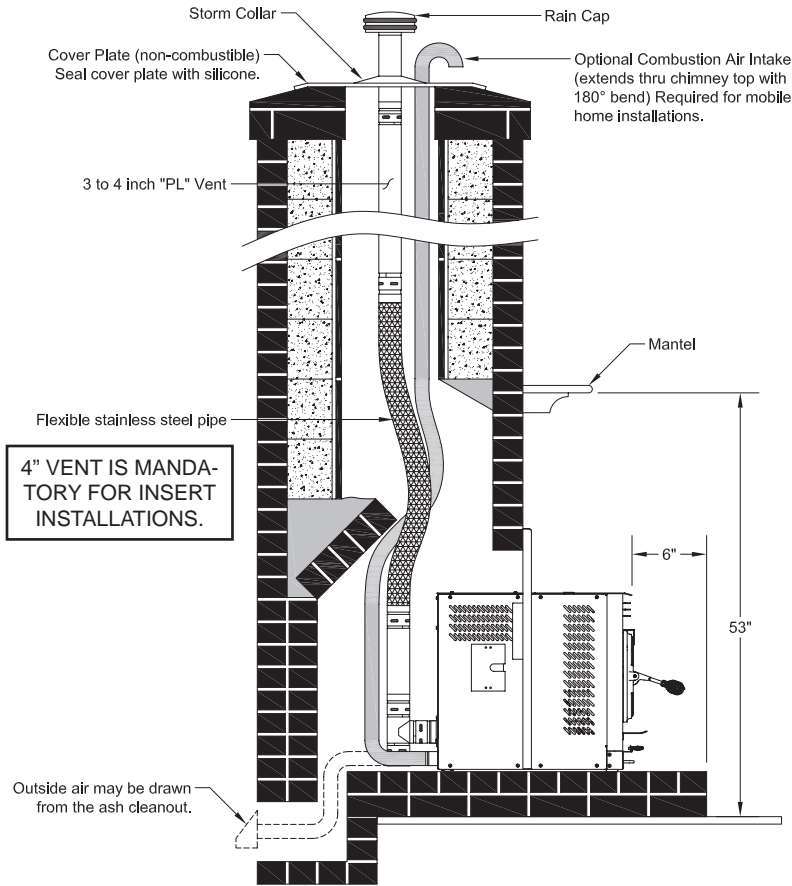 Storm Collar
Rain Cap
Cover Plate (non-combustible)
Seal cover plate with silicone.
Optional Combustion Air Intake
(extends thru chimney top with
180° bend) Required for mobile
home installations.
3 to 4 inch "PL" Vent
Mantel
Flexible stainless steel pipe
4” VENT IS MANDA-
TORY FOR INSERT
INSTALLATIONS.
6"
53"
Outside air may be drawn
from the ash cleanout.